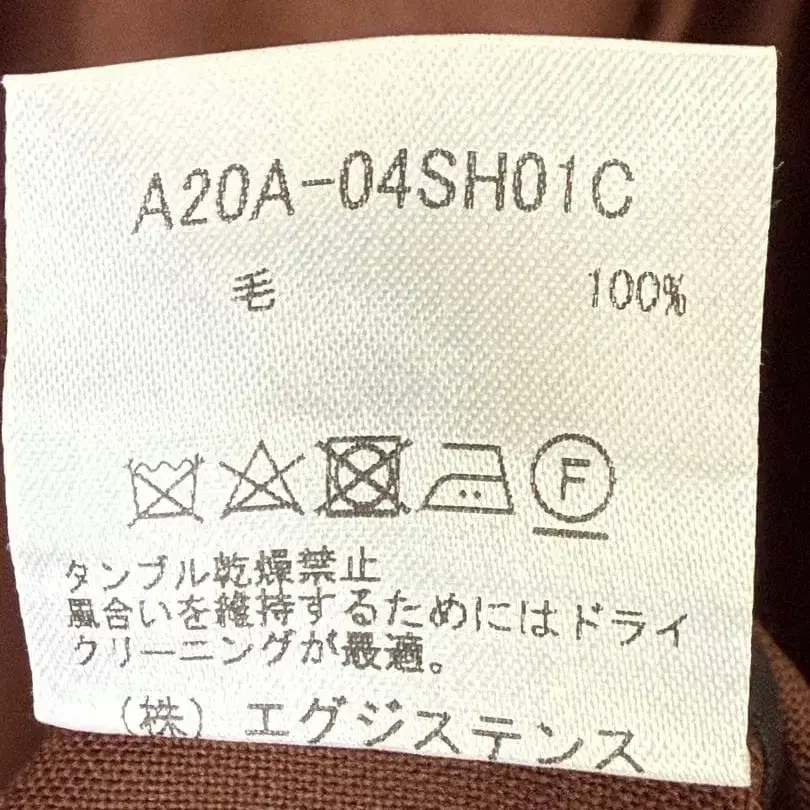 A20A-04SH01C
毛 100%
F
タンブル乾燥禁止
風合いを維持するためにはドライ
クリーニングが最適。
(株) エグジステンス